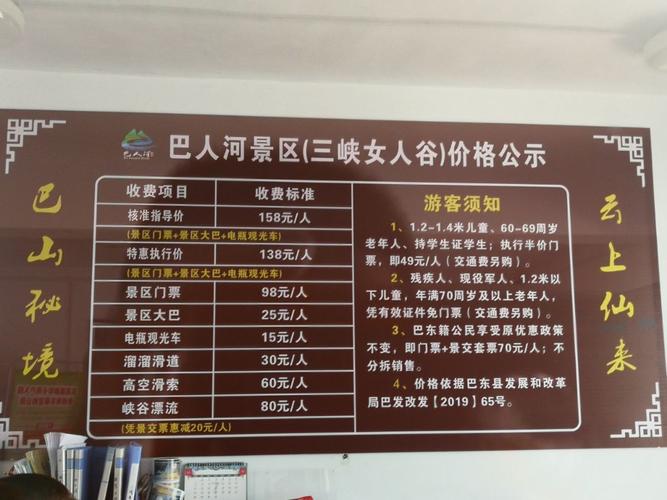 巴人河景区(三峡女人谷)价格公示
巴山秘境
收费项目 收费标准
核准指导价 158元/人
(景区门票+景区大巴+电瓶观光车)
特惠执行价 138元/人
(景区门票+景区大巴+电瓶观光车)
景区门票 98元/人
景区大巴 25元/人
电瓶观光车 15元/人
溜溜滑道 30元/人
高空滑索 60元/人
峡谷漂流 80元/人
(凭景交票惠减20元/人)
游客须知
1、1.2-1.4米儿童、60-69周岁
老年人、持学生证学生；执行半价门
票，即49元/人（交通费另购）。
2、残疾人、现役军人、1.2米以
下儿童，年满70周岁及以上老年人，
凭有效证件免门票（交通费另购）。
3、巴东籍公民享受原优惠政策
不变，即门票+景交套票70元/人；不
分拆销售。
4、价格依据巴东县发展和改革
局巴发改发【2019】65号。
云上仙来